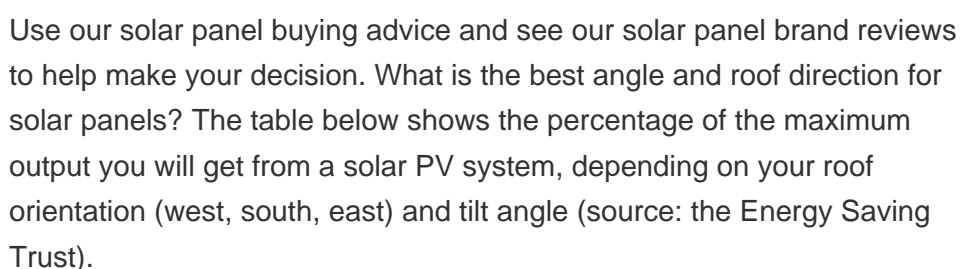 Use our solar panel buying advice and see our solar panel brand reviews
to help make your decision. What is the best angle and roof direction for
solar panels? The table below shows the percentage of the maximum
output you will get from a solar PV system, depending on your roof
orientation (west, south, east) and tilt angle (source: the Energy Saving
Trust).